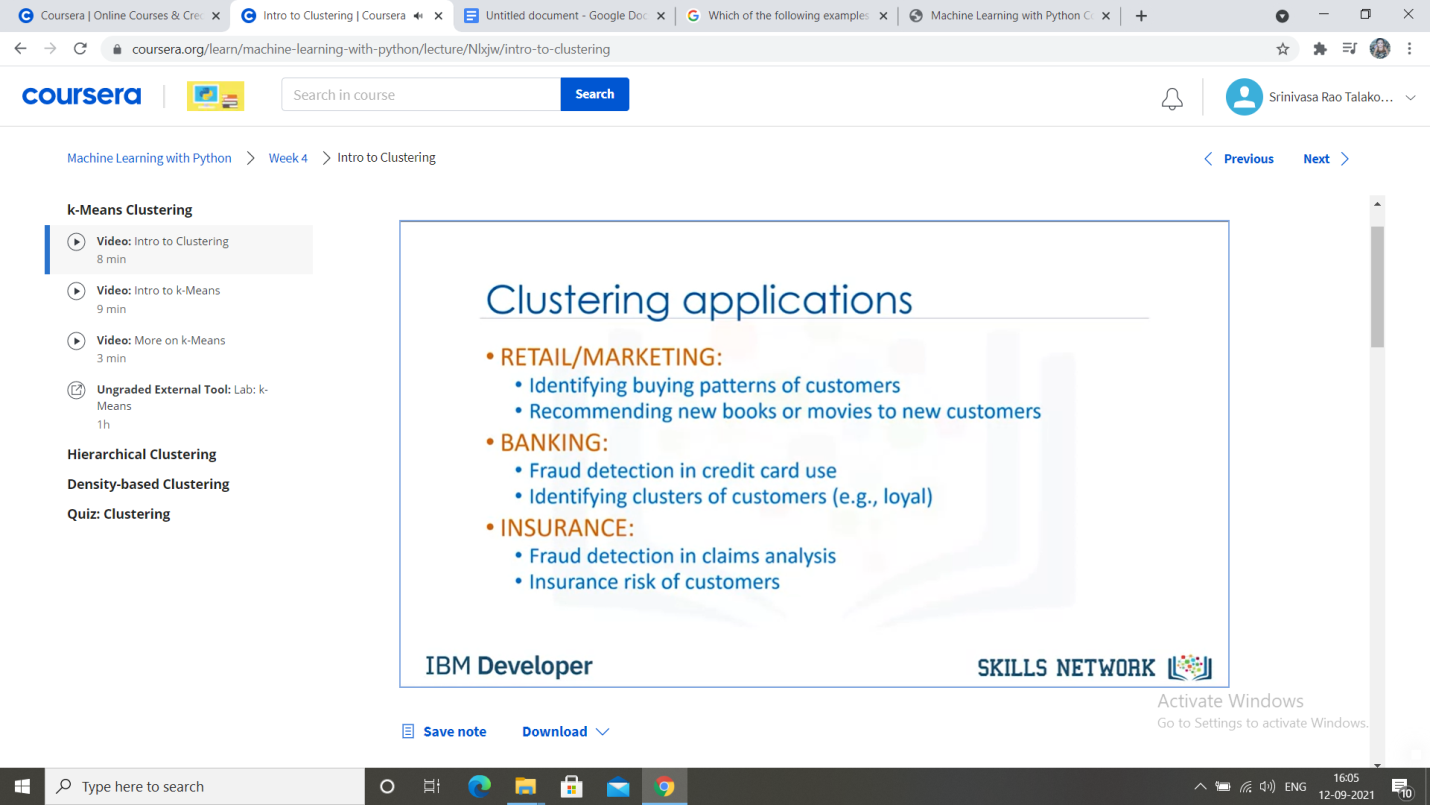 Coursera | Online Courses & Cred
Intro to Clustering | Coursera
Untitled document - Google Doc
Which of the following examples
Machine Learning with Python Co
coursera.org/learn/machine-learning-with-python/lecture/Nlxjw/intro-to-clustering
coursera
Search in course
Search
Srinivasa Rao Talako...
Machine Learning with Python
Week 4
Intro to Clustering
Previous
Next
k-Means Clustering
Video: Intro to Clustering
8 min
Video: Intro to k-Means
9 min
Video: More on k-Means
3 min
Ungraded External Tool: Lab: k-
Means
1h
Hierarchical Clustering
Density-based Clustering
Quiz: Clustering
Clustering applications
• RETAIL/MARKETING:
• Identifying buying patterns of customers
• Recommending new books or movies to new customers
• BANKING:
• Fraud detection in credit card use
• Identifying clusters of customers (e.g., loyal)
• INSURANCE:
• Fraud detection in claims analysis
• Insurance risk of customers
IBM Developer
SKILLS NETWORK
Save note
Download
Activate Windows
Go to Settings to activate Windows.
Type here to search
ENG
16:05
12-09-2021
10